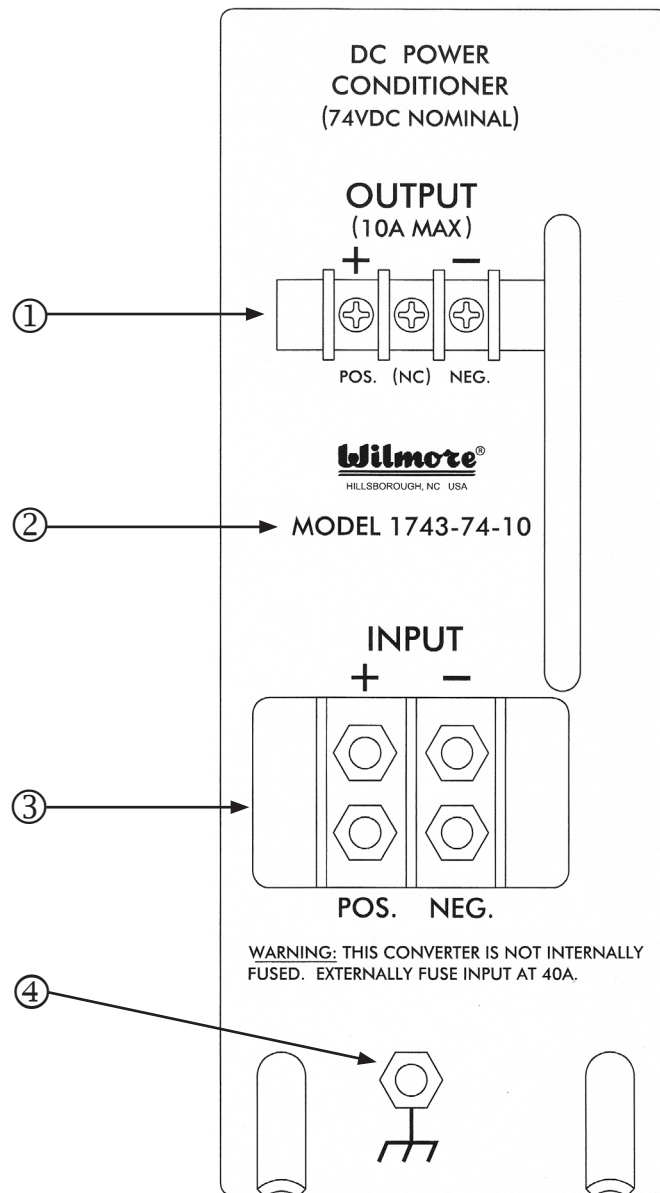 DC POWER
CONDITIONER
(74VDC NOMINAL)
OUTPUT
(10A MAX)
+ −
①
POS. (NC) NEG.
Wilmore®
HILLSBOROUGH, NC USA
② MODEL 1743-74-10
INPUT
+ −
③
POS. NEG.
WARNING: THIS CONVERTER IS NOT INTERNALLY
FUSED. EXTERNALLY FUSE INPUT AT 40A.
④